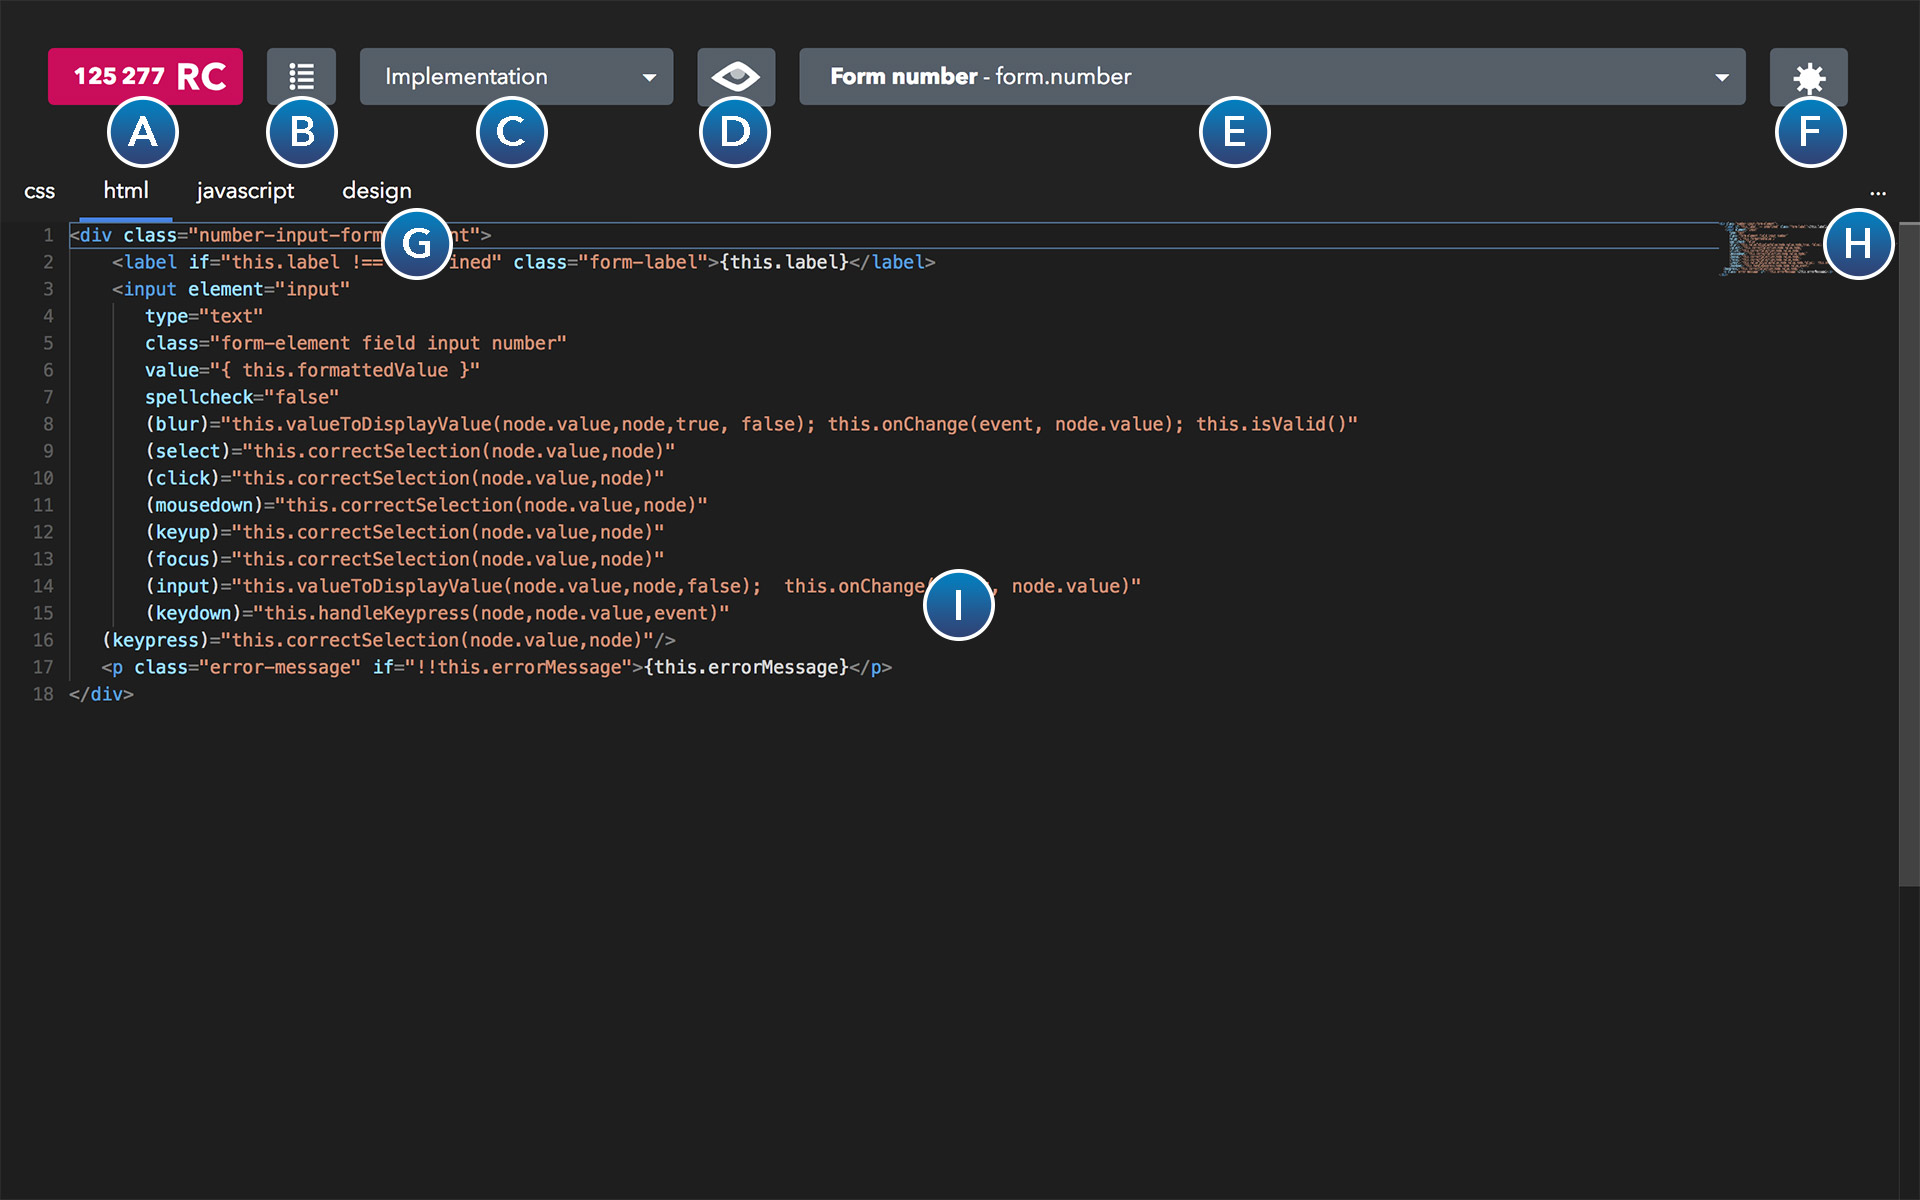 125 277 RC
Implementation
Form number - form.number
A
B
C
D
E
F
css
html
javascript
design
...
G
H
1 <div class="number-input-form nt">
2 <label if="this.label !== ined" class="form-label">{this.label}</label>
3 <input element="input"
4 type="text"
5 class="form-element field input number"
6 value="{ this.formattedValue }"
7 spellcheck="false"
8 (blur)="this.valueToDisplayValue(node.value,node,true, false); this.onChange(event, node.value); this.isValid()"
9 (select)="this.correctSelection(node.value,node)"
10 (click)="this.correctSelection(node.value,node)"
11 (mousedown)="this.correctSelection(node.value,node)"
12 (keyup)="this.correctSelection(node.value,node)"
13 (focus)="this.correctSelection(node.value,node)"
14 (input)="this.valueToDisplayValue(node.value,node,false);  this.onChange( , node.value)"
I
15 (keydown)="this.handleKeypress(node,node.value,event)"
16 (keypress)="this.correctSelection(node.value,node)"/>
17 <p class="error-message" if="!!this.errorMessage">{this.errorMessage}</p>
18 </div>